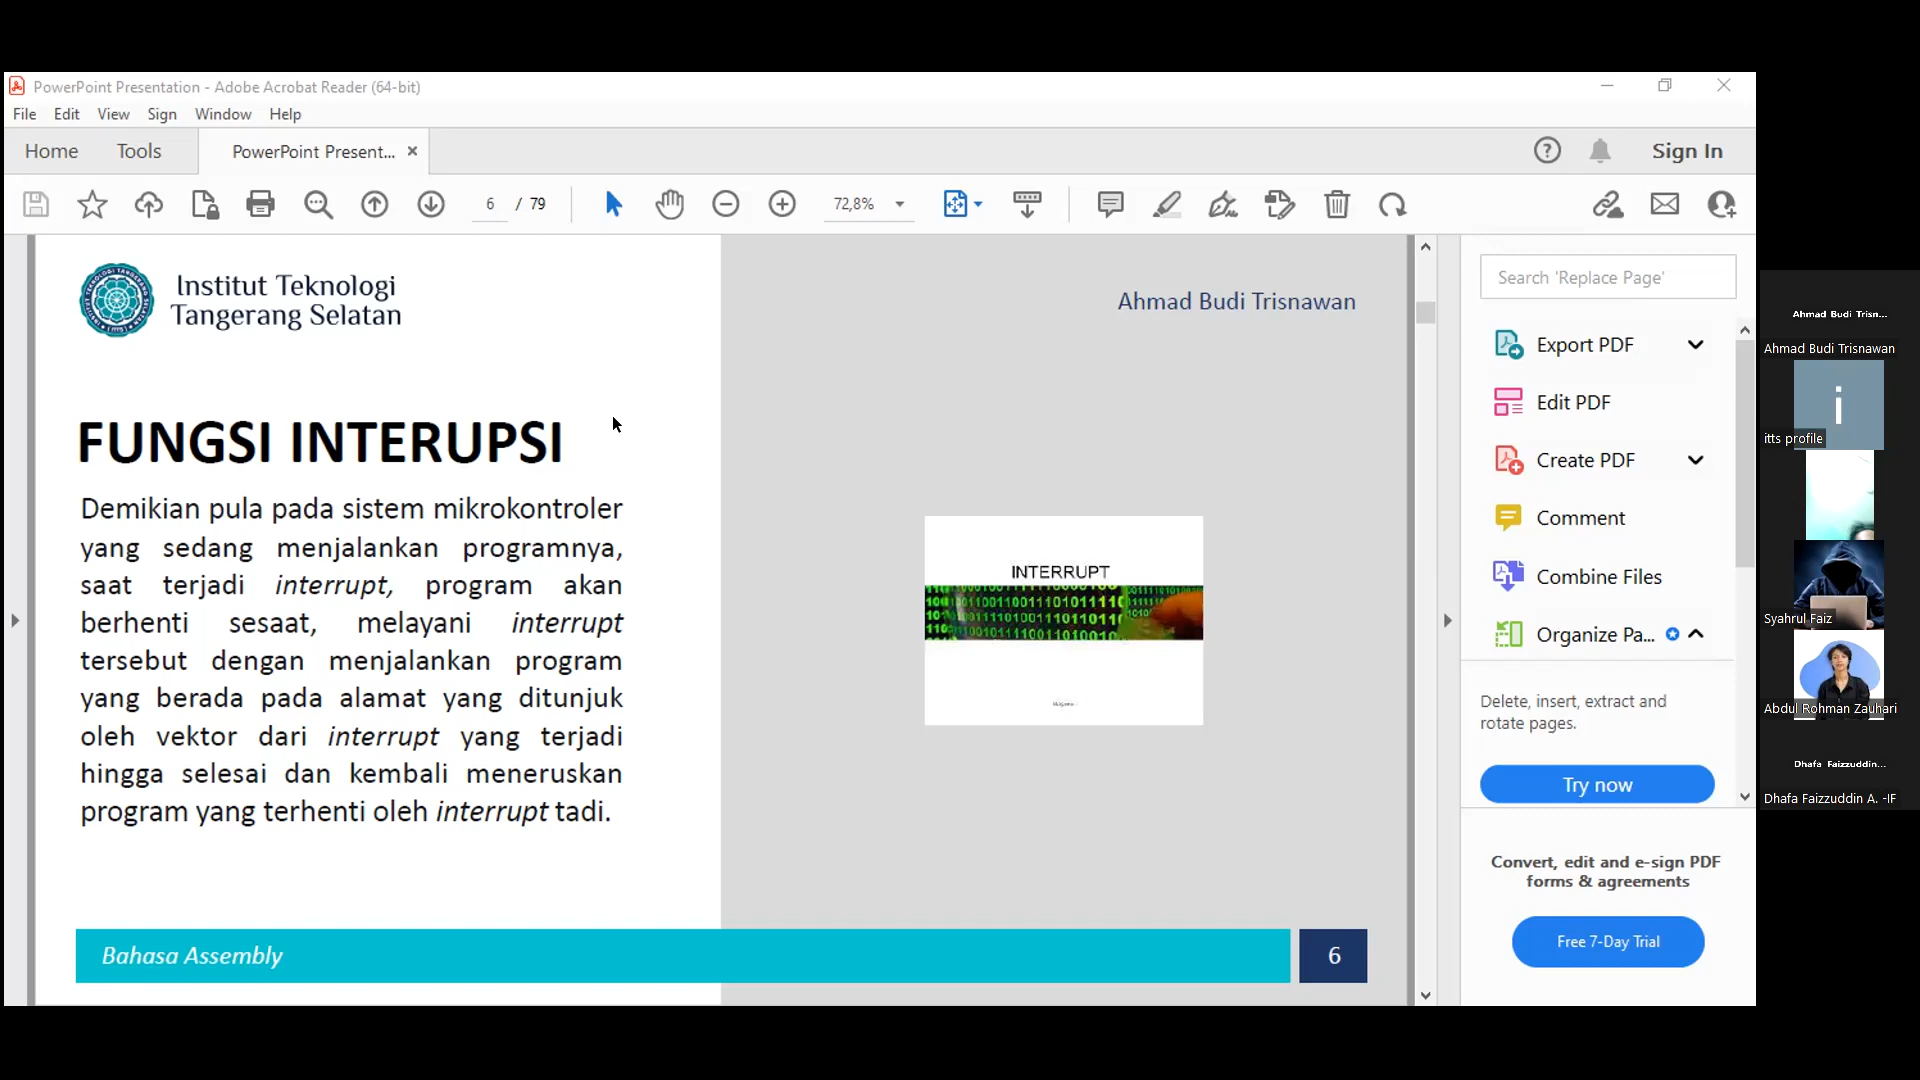 PowerPoint Presentation - Adobe Acrobat Reader (64-bit)
File Edit View Sign Window Help
Home Tools PowerPoint Present... ×
Sign In
6 / 79
72,8%
Institut Teknologi
Tangerang Selatan
Ahmad Budi Trisnawan
FUNGSI INTERUPSI
Demikian pula pada sistem mikrokontroler
yang sedang menjalankan programnya,
saat terjadi interrupt, program akan
berhenti sesaat, melayani interrupt
tersebut dengan menjalankan program
yang berada pada alamat yang ditunjuk
oleh vektor dari interrupt yang terjadi
hingga selesai dan kembali meneruskan
program yang terhenti oleh interrupt tadi.
INTERRUPT
Bahasa Assembly
6
Search 'Replace Page'
Export PDF
Edit PDF
Create PDF
Comment
Combine Files
Organize Pa...
Delete, insert, extract and
rotate pages.
Try now
Convert, edit and e-sign PDF
forms & agreements
Free 7-Day Trial
Ahmad Budi Trisn...
Ahmad Budi Trisnawan
i
itts profile
Syahrul Faiz
Abdul Rohman Zauhari
Dhafa Faizzuddin...
Dhafa Faizzuddin A. -IF